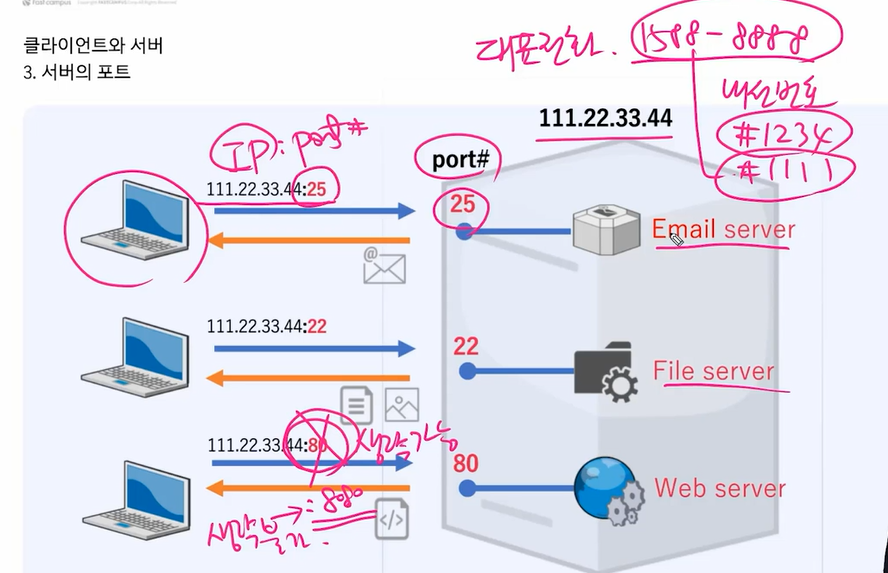 fast campus
클라이언트와 서버
3. 서버의 포트
대표전화. 1588-8888
내선번호
#1234
#1111
111.22.33.44
IP: port#
port#
111.22.33.44:25
25
Email server
@
111.22.33.44:22
22
File server
111.22.33.44:80
생략가능
80
Web server
생략불가. → :8080
</>